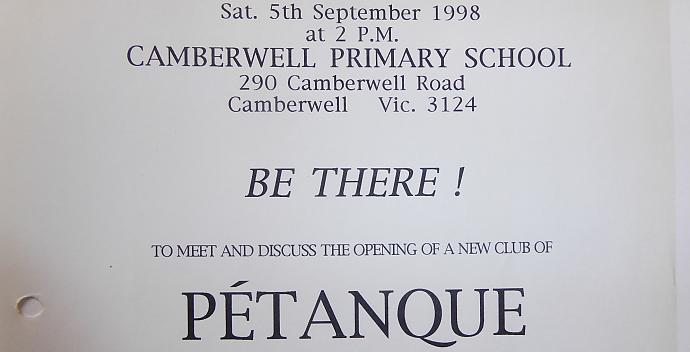 Sat. 5th September 1998
at 2 P.M.
CAMBERWELL PRIMARY SCHOOL
290 Camberwell Road
Camberwell Vic. 3124
BE THERE !
TO MEET AND DISCUSS THE OPENING OF A NEW CLUB OF
PÉTANQUE